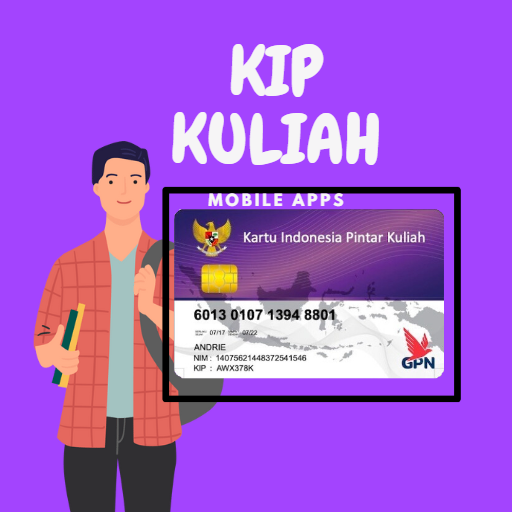 KIP
KULIAH
MOBILE APPS
Kartu Indonesia Pintar Kuliah
6013 0107 1394 8801
07/17 07/22
ANDRIE
NIM : 14075621448372541546
KIP : AWX378K
GPN